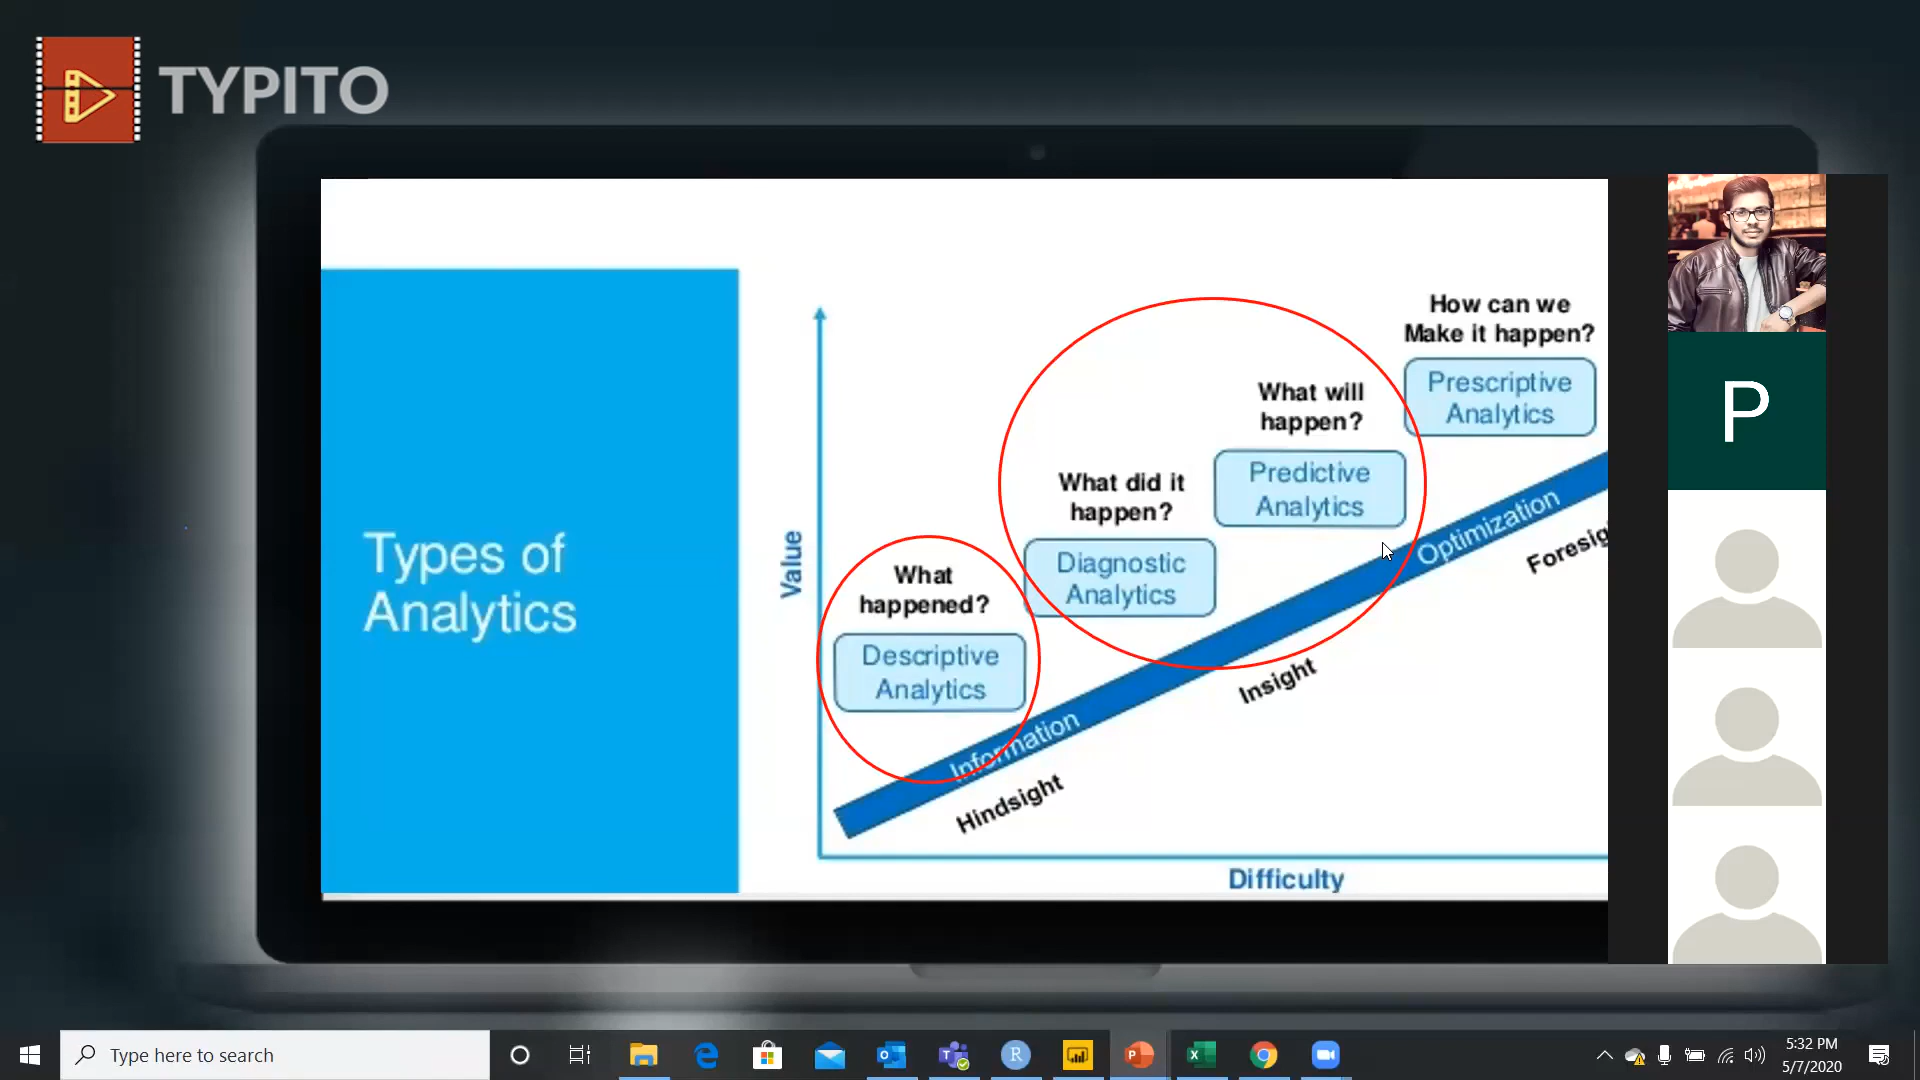 TYPITO
Types of
Analytics
Value
What
happened?
Descriptive
Analytics
What did it
happen?
Diagnostic
Analytics
What will
happen?
Predictive
Analytics
How can we
Make it happen?
Prescriptive
Analytics
Information
Optimization
Hindsight
Insight
Foresig
Difficulty
P
Type here to search
5:32 PM
5/7/2020